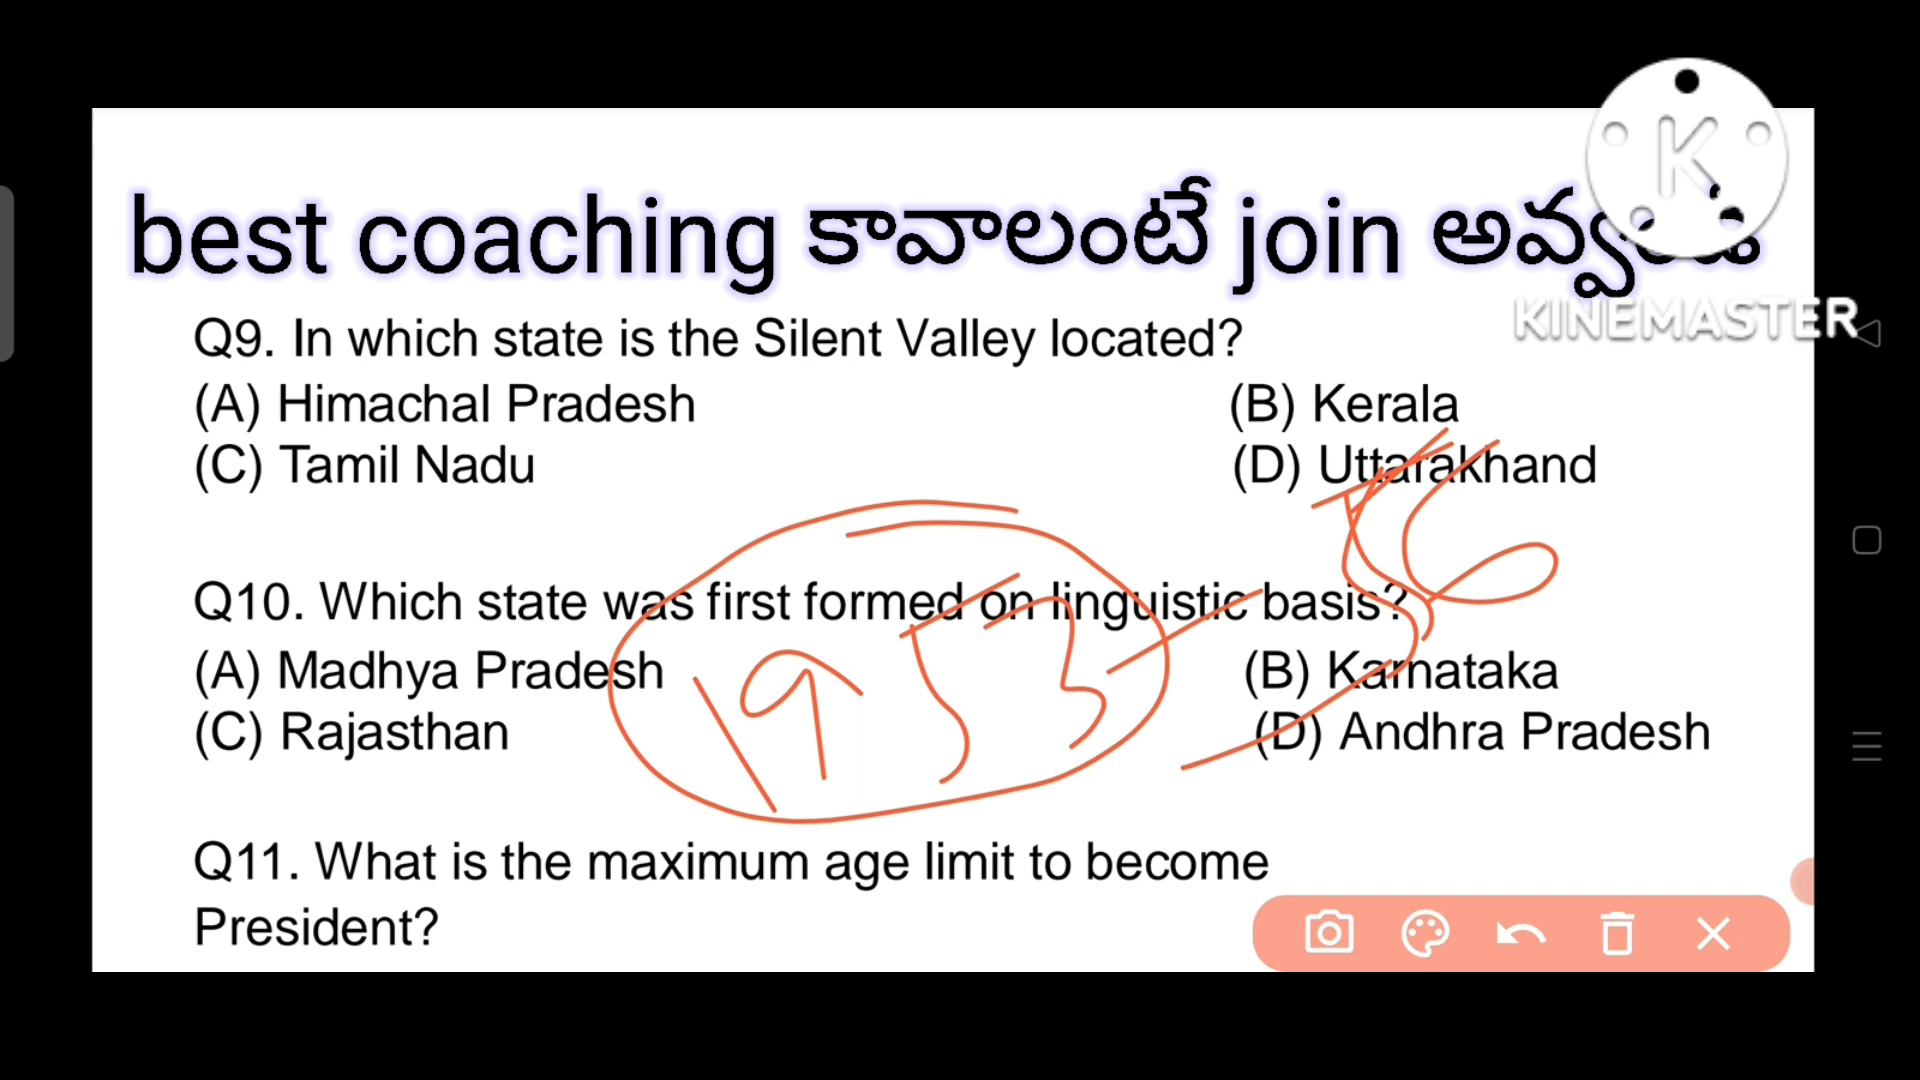 best coaching కావాలంటే join
K
KINEMASTER
Q9. In which state is the Silent Valley located?
(A) Himachal Pradesh (B) Kerala
(C) Tamil Nadu (D) Uttarakhand
56
Q10. Which state was first formed on linguistic basis?
1953
(A) Madhya Pradesh (B) Karnataka
(C) Rajasthan (D) Andhra Pradesh
Q11. What is the maximum age limit to become
President?